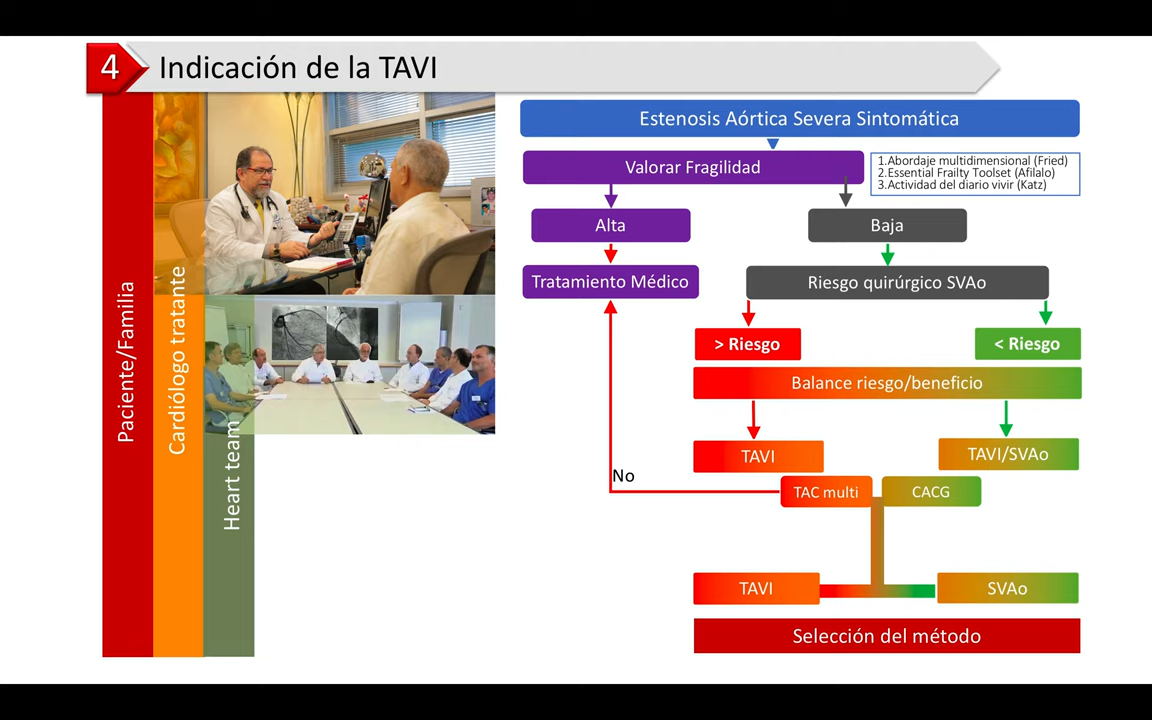 4
Indicación de la TAVI
Paciente/Familia
Cardiólogo tratante
Heart team
Estenosis Aórtica Severa Sintomática
Valorar Fragilidad
1.Abordaje multidimensional (Fried)
2.Essential Frailty Toolset (Afilalo)
3.Actividad del diario vivir (Katz)
Alta
Baja
Tratamiento Médico
Riesgo quirúrgico SVAo
> Riesgo
< Riesgo
Balance riesgo/beneficio
TAVI
TAVI/SVAo
No
TAC multi
CACG
TAVI
SVAo
Selección del método